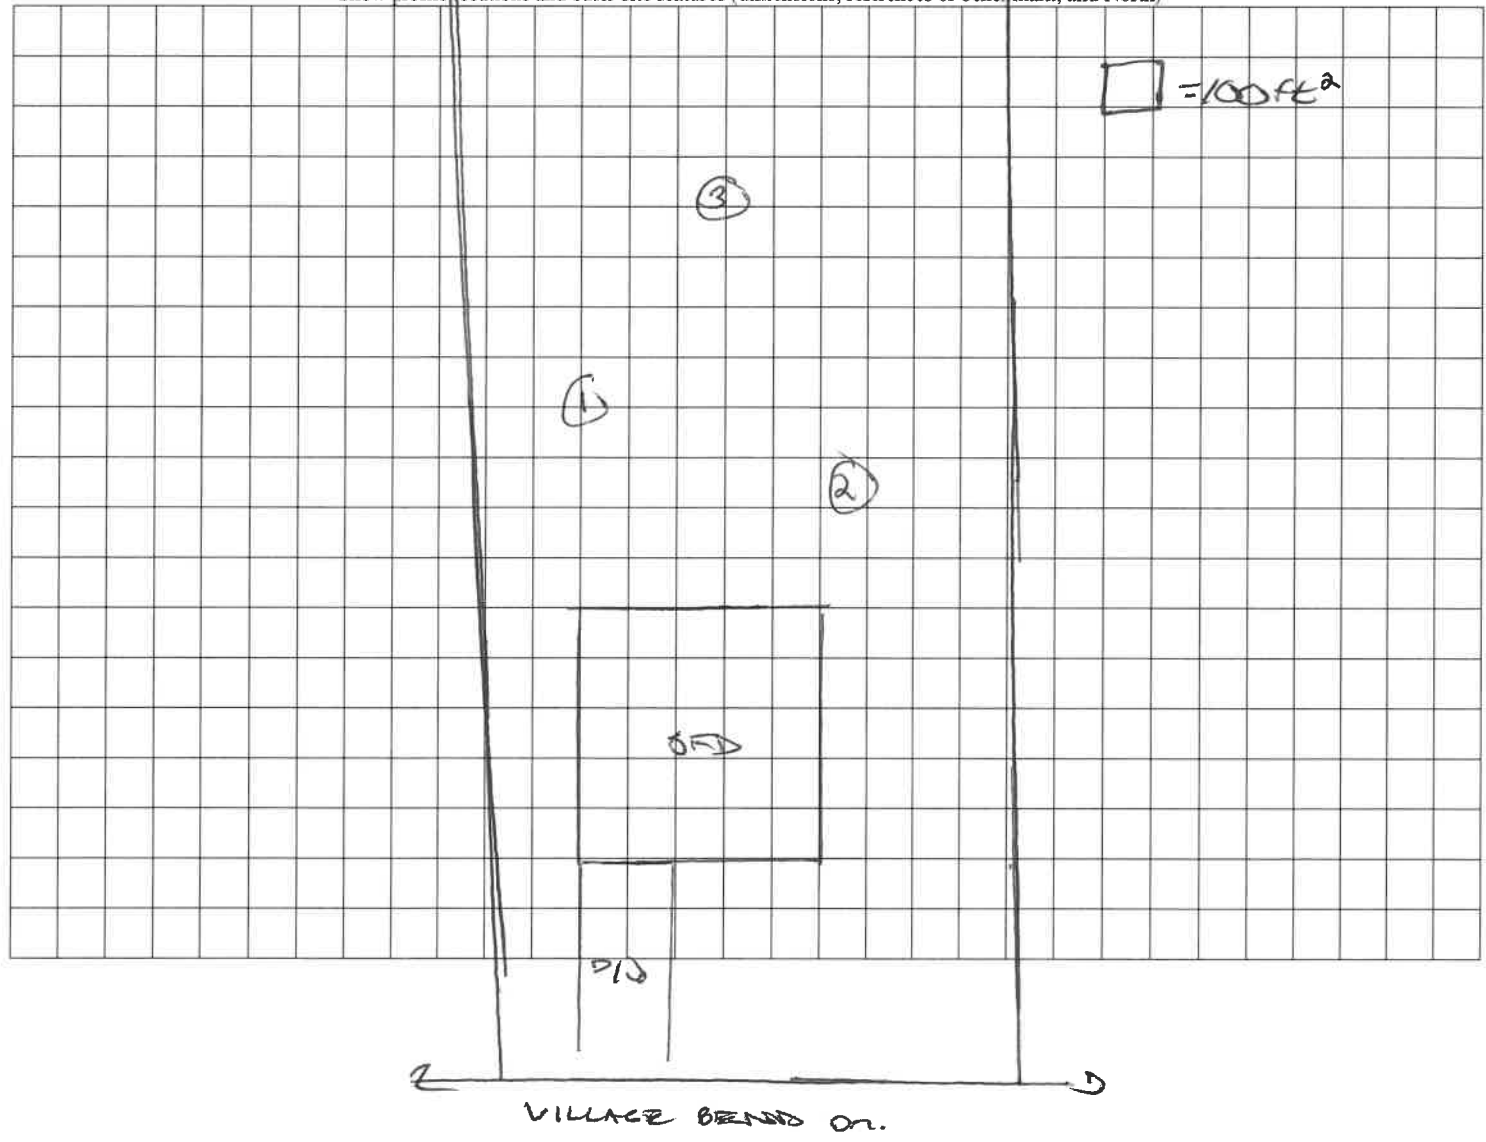 =100ft²
3
1
2
SFD
D/W
VILLAGE BEND Dr.